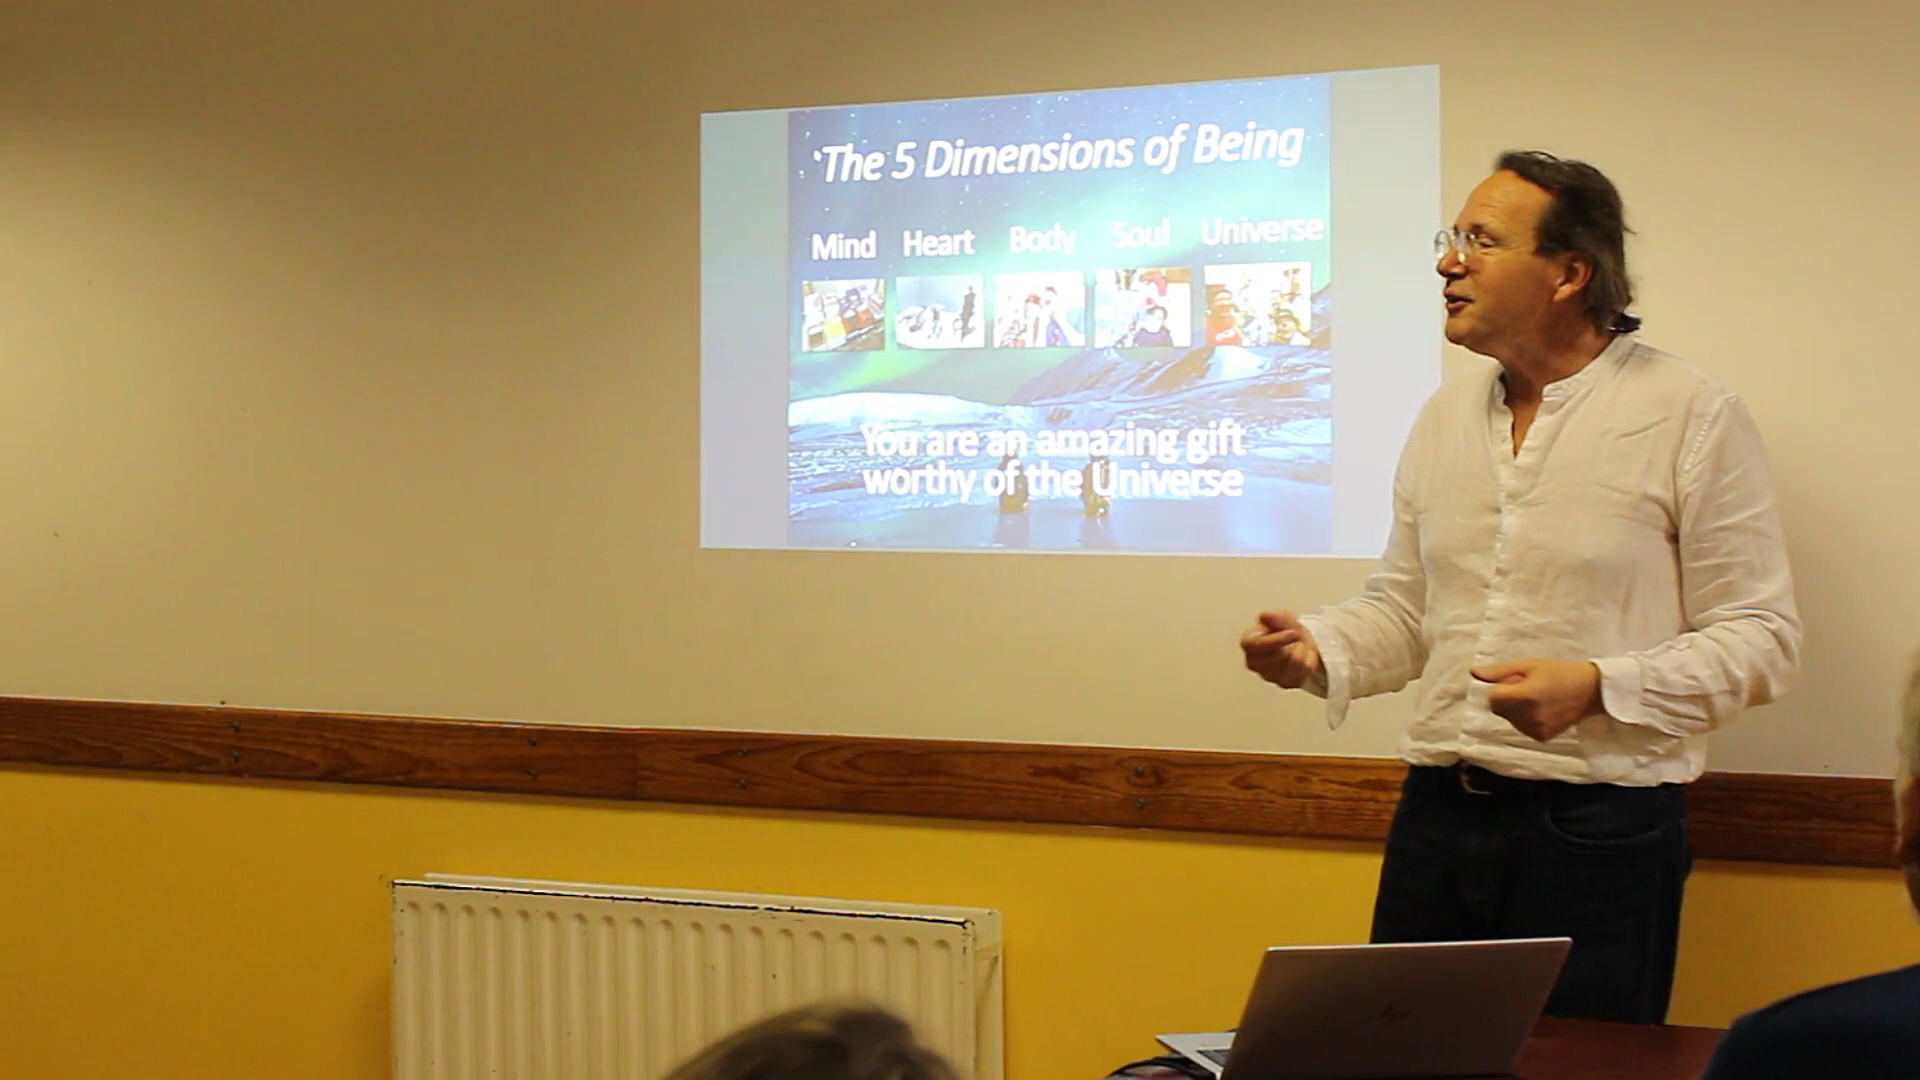 ‘The 5 Dimensions of Being
Mind Heart Body Soul Universe
You are an amazing gift
worthy of the Universe
hp